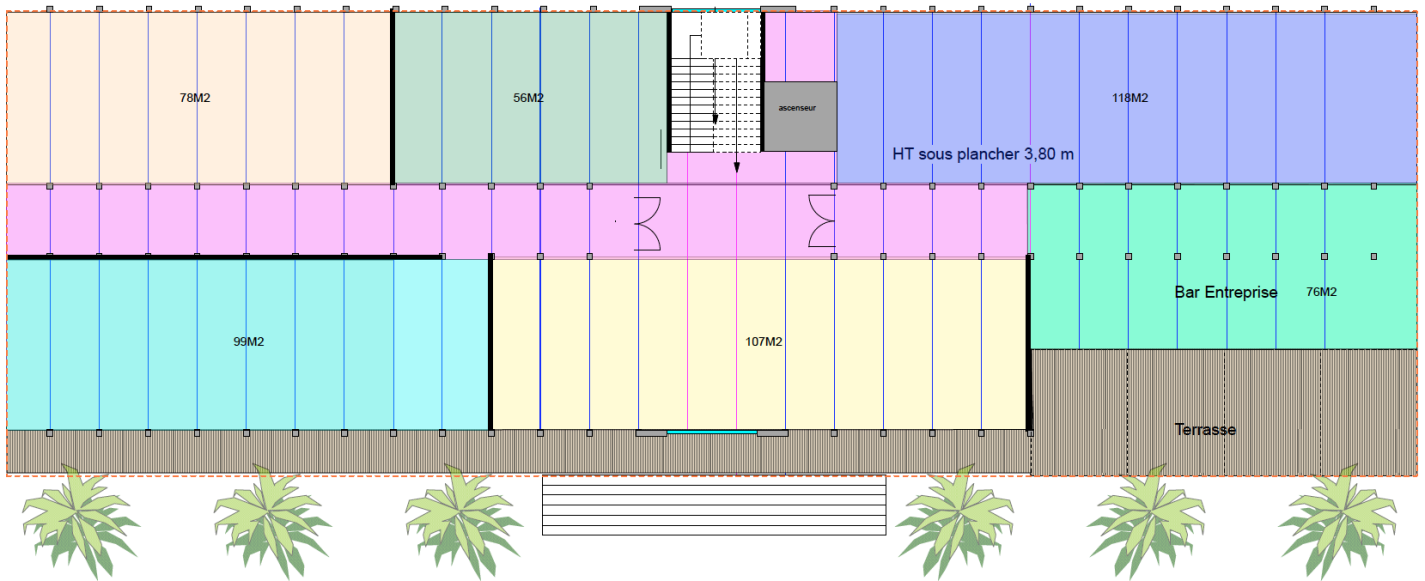 78M2
56M2
ascenseur
118M2
HT sous plancher 3,80 m
Bar Entreprise
76M2
99M2
107M2
Terrasse